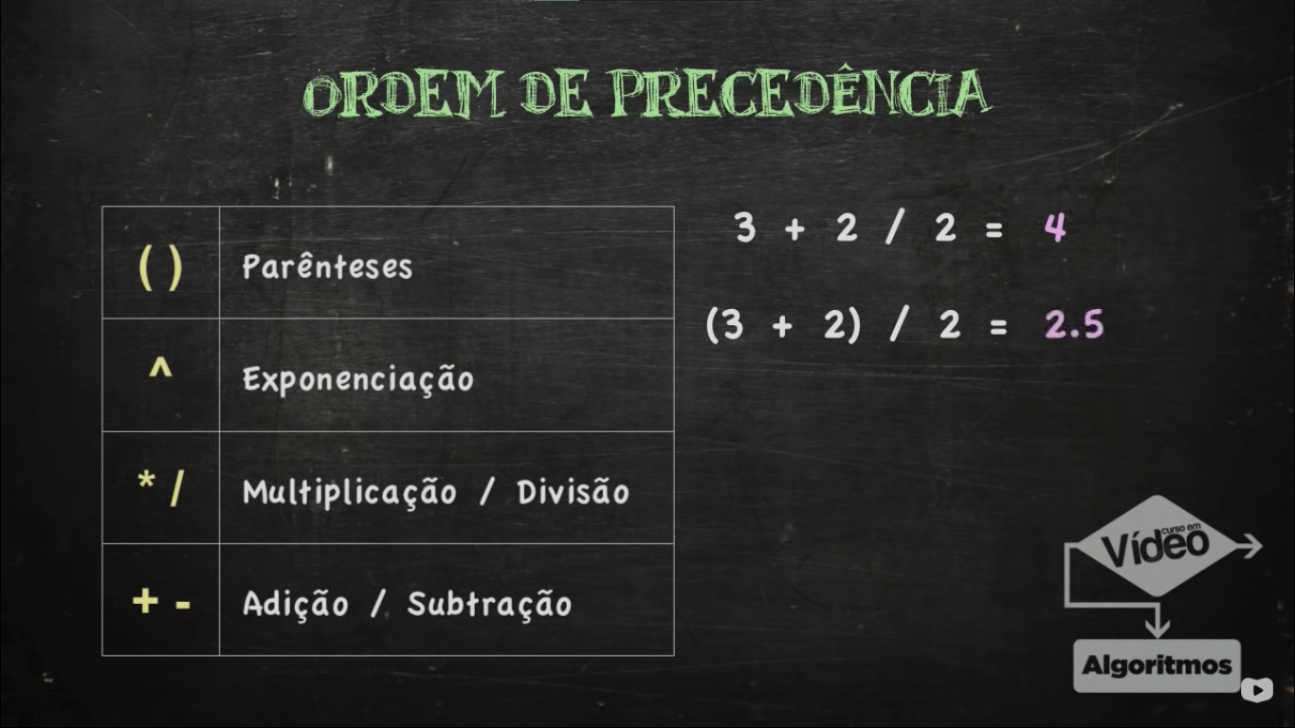 ORDEM DE PRECEDÊNCIA
( ) Parênteses
^ Exponenciação
* / Multiplicação / Divisão
+ - Adição / Subtração
3 + 2 / 2 = 4
(3 + 2) / 2 = 2.5
curso em
Vídeo
Algoritmos